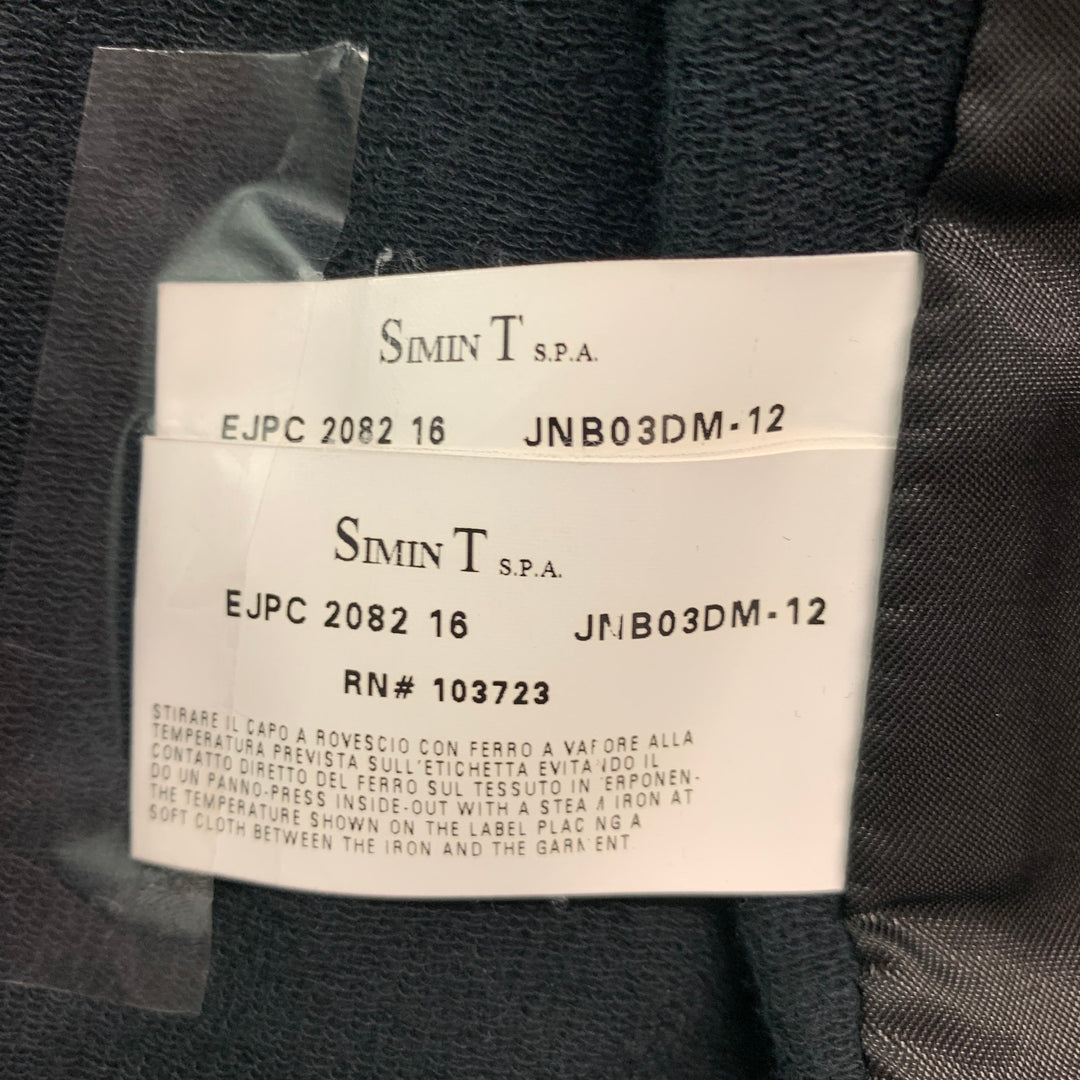 SIMIN T S.P.A.
EJPC 2082 16 JNB03DM-12
SIMIN T S.P.A.
EJPC 2082 16 JNB03DM-12
RN# 103723
STIRARE IL CAPO A ROVESCIO CON FERRO A VAPORE ALLA
TEMPERATURA PREVISTA SULL'ETICHETTA EVITANDO IL
CONTATTO DIRETTO DEL FERRO SUL TESSUTO INTERPONEN-
DO UN PANNO-PRESS INSIDE-OUT WITH A STEAM IRON AT
THE TEMPERATURE SHOWN ON THE LABEL PLACING A
SOFT CLOTH BETWEEN THE IRON AND THE GARMENT.